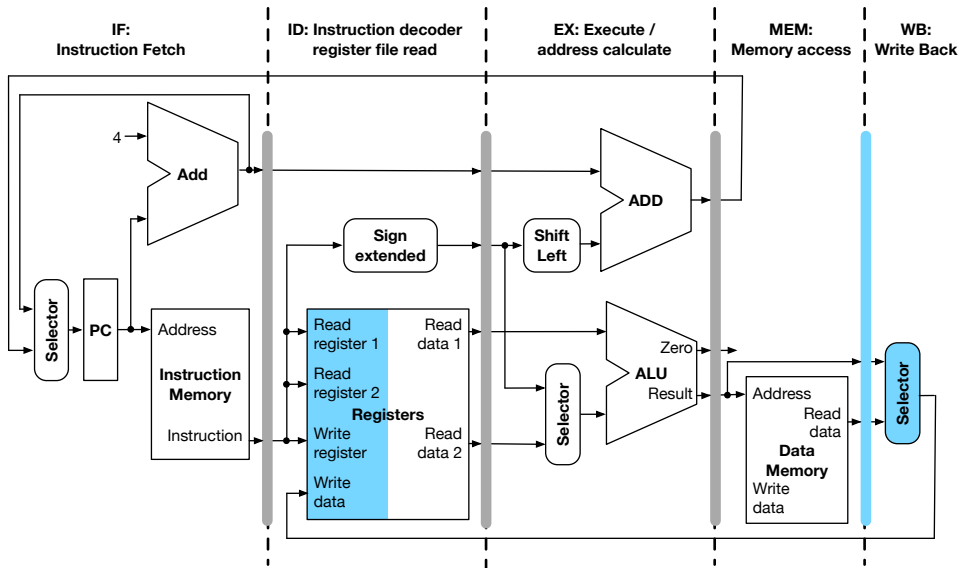 IF:
Instruction Fetch
ID: Instruction decoder
register file read
EX: Execute /
address calculate
MEM:
Memory access
WB:
Write Back
4
Add
ADD
Sign
extended
Shift
Left
Selector
PC
Address
Instruction
Memory
Instruction
Read
register 1
Read
register 2
Registers
Write
register
Write
data
Read
data 1
Read
data 2
Selector
Zero
ALU
Result
Address
Read
data
Data
Memory
Write
data
Selector